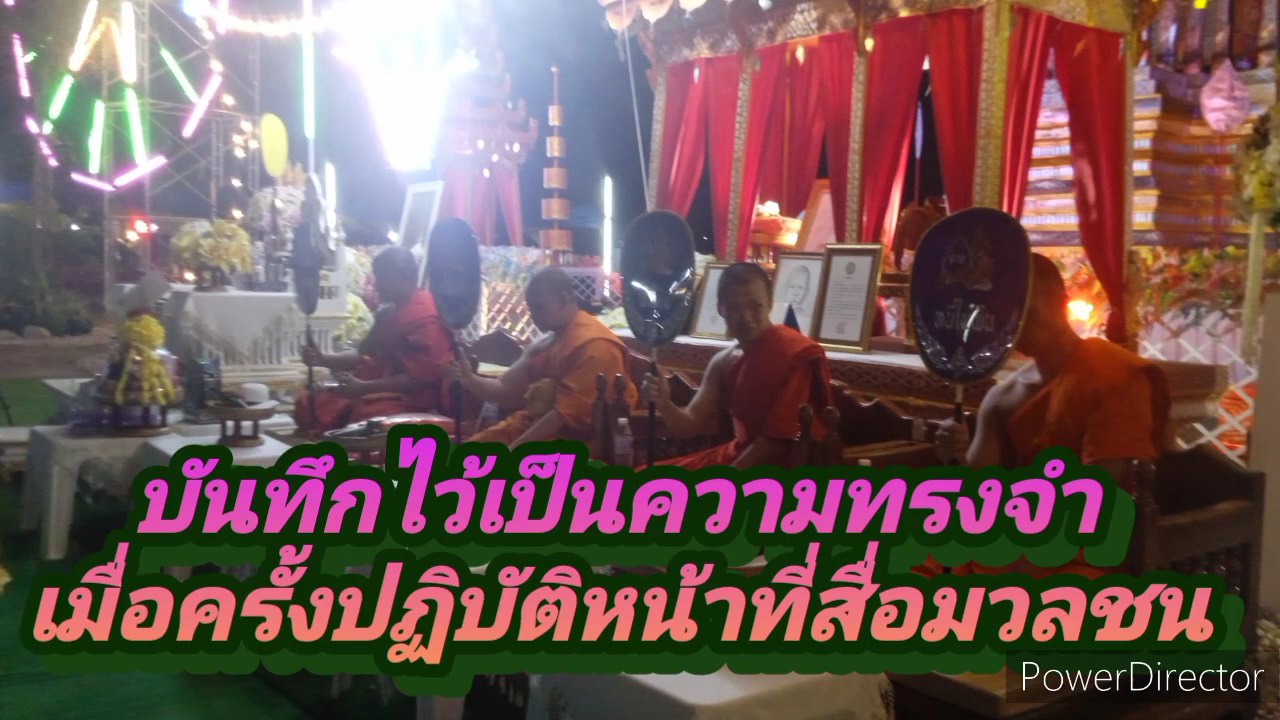 บันทึกไว้เป็นความทรงจำ
เมื่อครั้งปฏิบัติหน้าที่สื่อมวลชน
PowerDirector